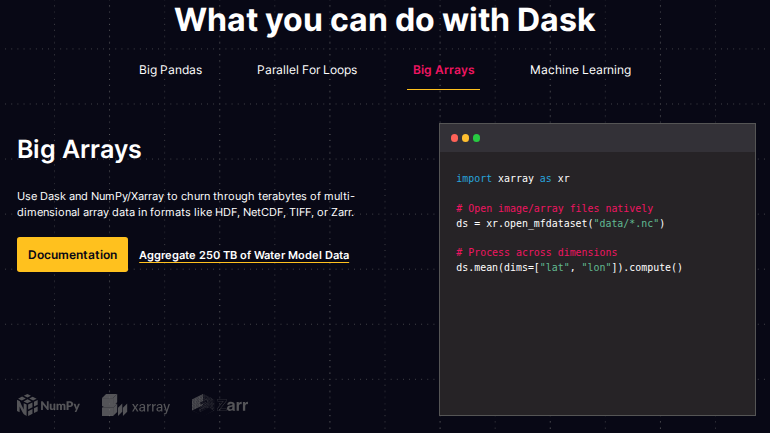 What you can do with Dask
Big Pandas
Parallel For Loops
Big Arrays
Machine Learning
Big Arrays
Use Dask and NumPy/Xarray to churn through terabytes of multi-
dimensional array data in formats like HDF, NetCDF, TIFF, or Zarr.
Documentation
Aggregate 250 TB of Water Model Data
NumPy
xarray
Zarr
import xarray as xr
# Open image/array files natively
ds = xr.open_mfdataset("data/*.nc")
# Process across dimensions
ds.mean(dims=["lat", "lon"]).compute()